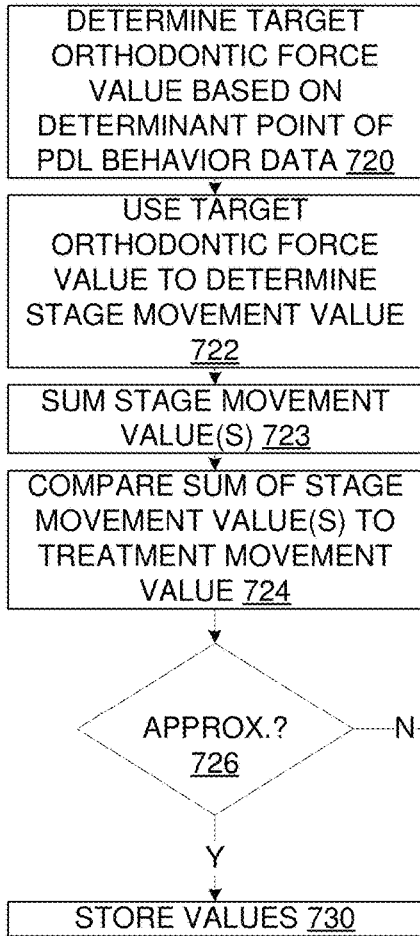 DETERMINE TARGET
ORTHODONTIC FORCE
VALUE BASED ON
DETERMINANT POINT OF
PDL BEHAVIOR DATA 720
USE TARGET
ORTHODONTIC FORCE
VALUE TO DETERMINE
STAGE MOVEMENT VALUE
722
SUM STAGE MOVEMENT
VALUE(S) 723
COMPARE SUM OF STAGE
MOVEMENT VALUE(S) TO
TREATMENT MOVEMENT
VALUE 724
APPROX.?
N
726
Y
STORE VALUES 730